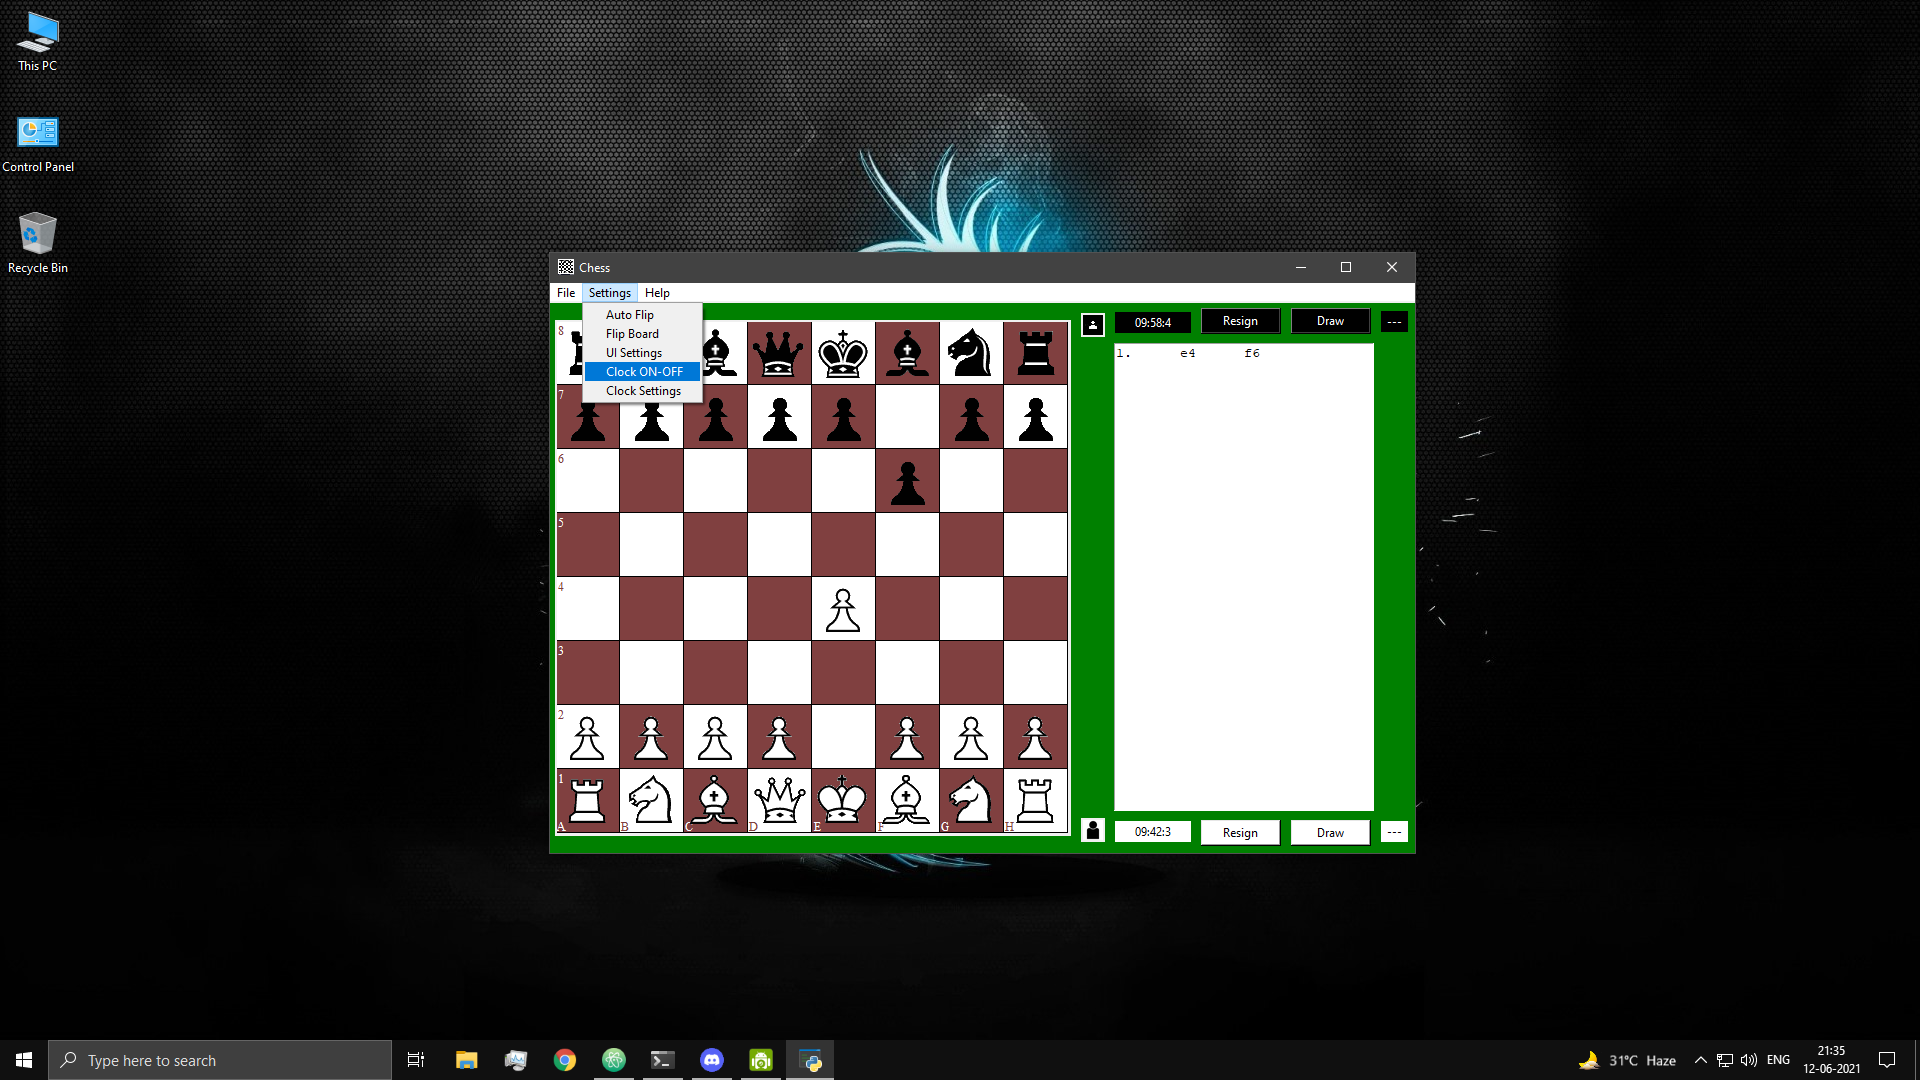 This PC
Control Panel
Recycle Bin
Chess
File Settings Help
Auto Flip
Flip Board
UI Settings
Clock ON-OFF
Clock Settings
09:58:4 Resign Draw ---
1. e4 f6
8
7
6
5
4
3
2
1
A B C D E F G H
09:42:3 Resign Draw ---
Type here to search
31°C Haze
ENG
21:35
12-06-2021